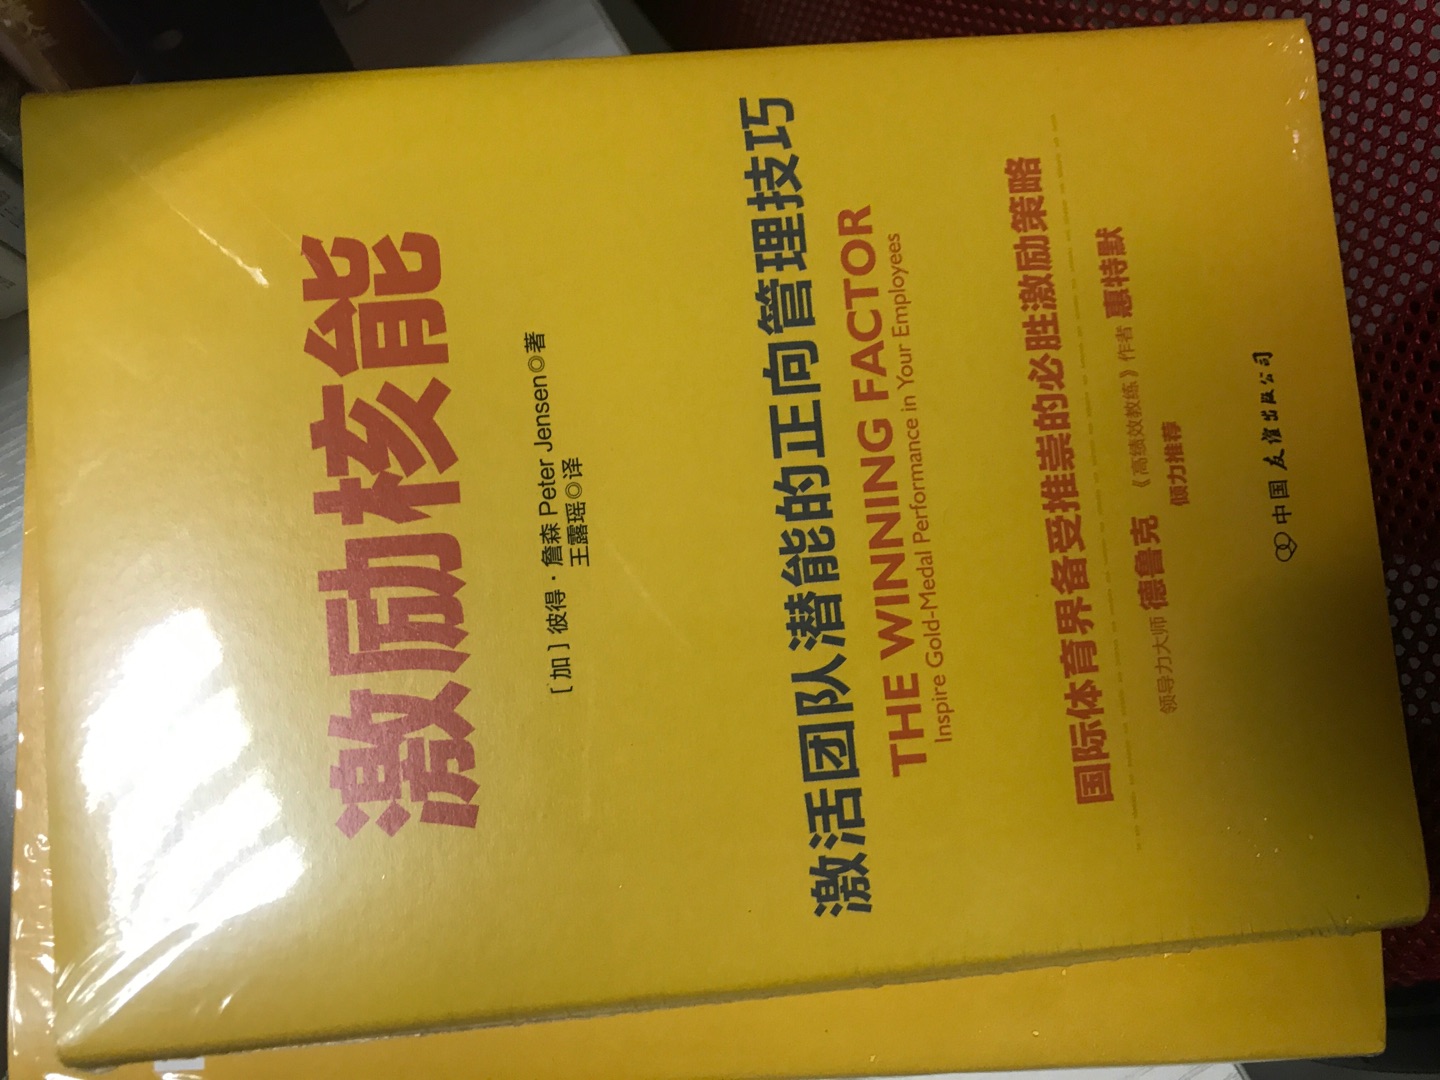 激励核能
[加]彼得·詹森 Peter Jensen◎著
王露瑶◎译
激活团队潜能的正向管理技巧
THE WINNING FACTOR
Inspire Gold-Medal Performance in Your Employees
国际体育界备受推崇的必胜激励策略
领导力大师 德鲁克 《高绩效教练》作者 惠特默
倾力推荐
中国友谊出版公司